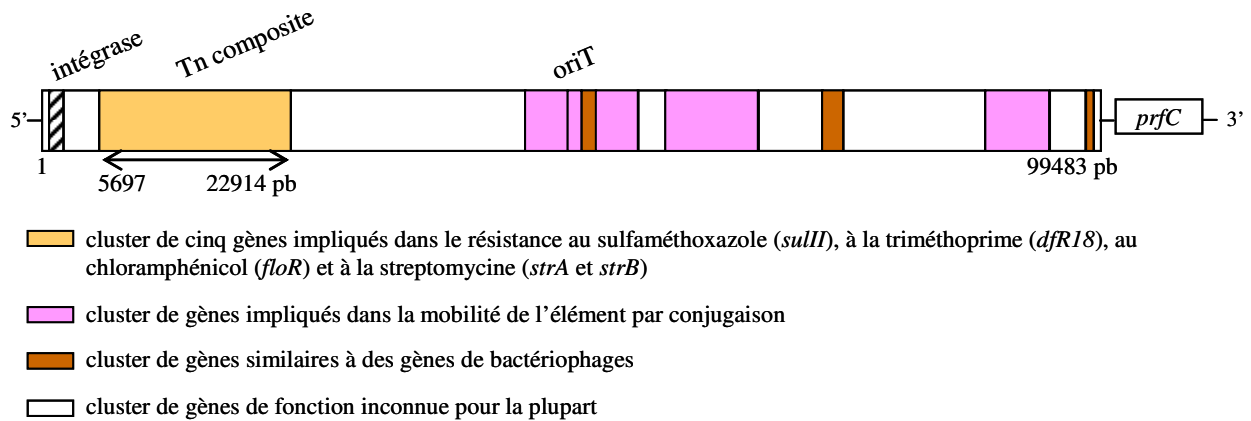 intégrase
Tn composite
oriT
5’
prfC
3’
1
5697
22914 pb
99483 pb
cluster de cinq gènes impliqués dans le résistance au sulfaméthoxazole (sulII), à la triméthoprime (dfR18), au
chloramphénicol (floR) et à la streptomycine (strA et strB)
cluster de gènes impliqués dans la mobilité de l’élément par conjugaison
cluster de gènes similaires à des gènes de bactériophages
cluster de gènes de fonction inconnue pour la plupart